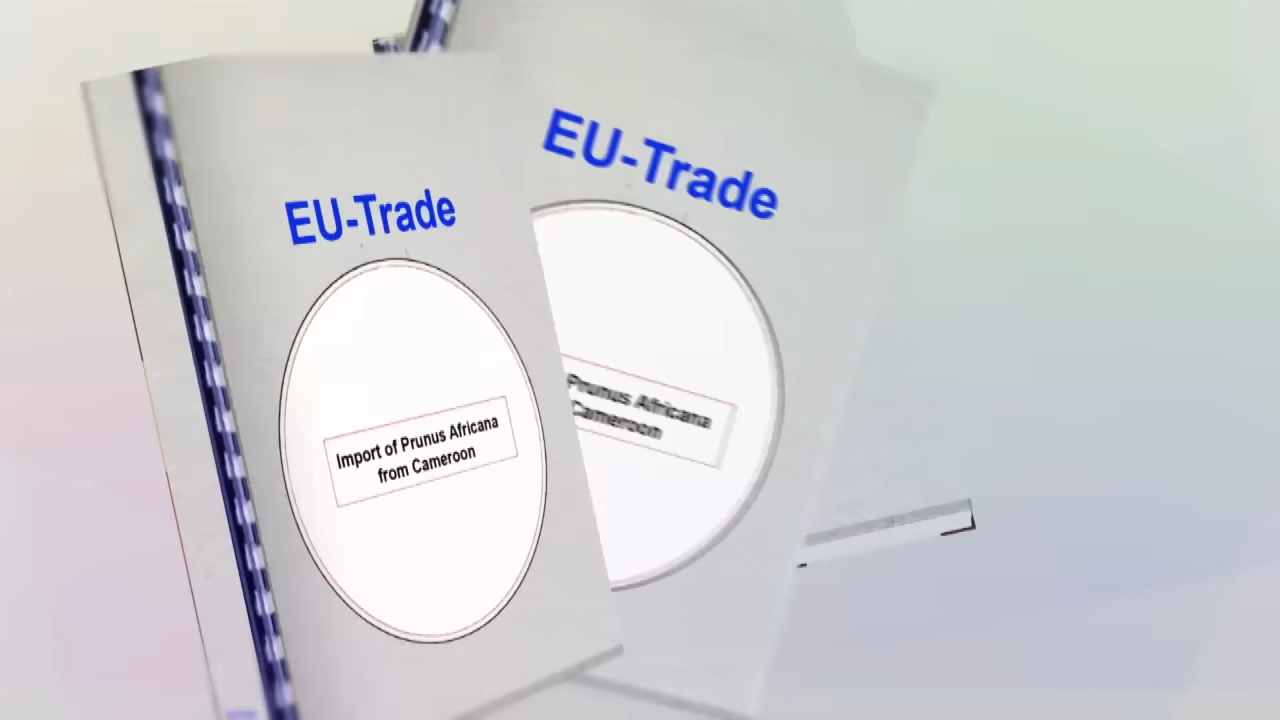 EU-Trade
Import of Prunus Africana
from Cameroon
EU-Trade
Prunus Africana
Cameroon